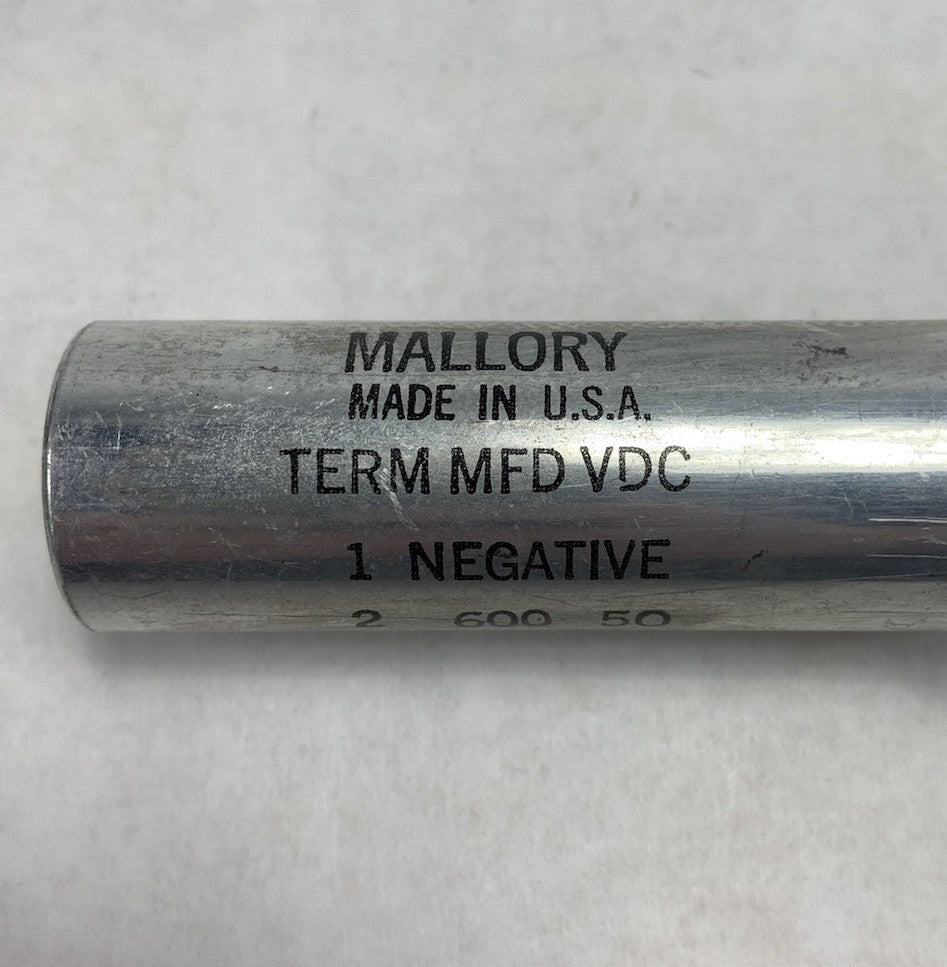 MALLORY
MADE IN U.S.A.
TERM MFD VDC
1 NEGATIVE
2 600 50